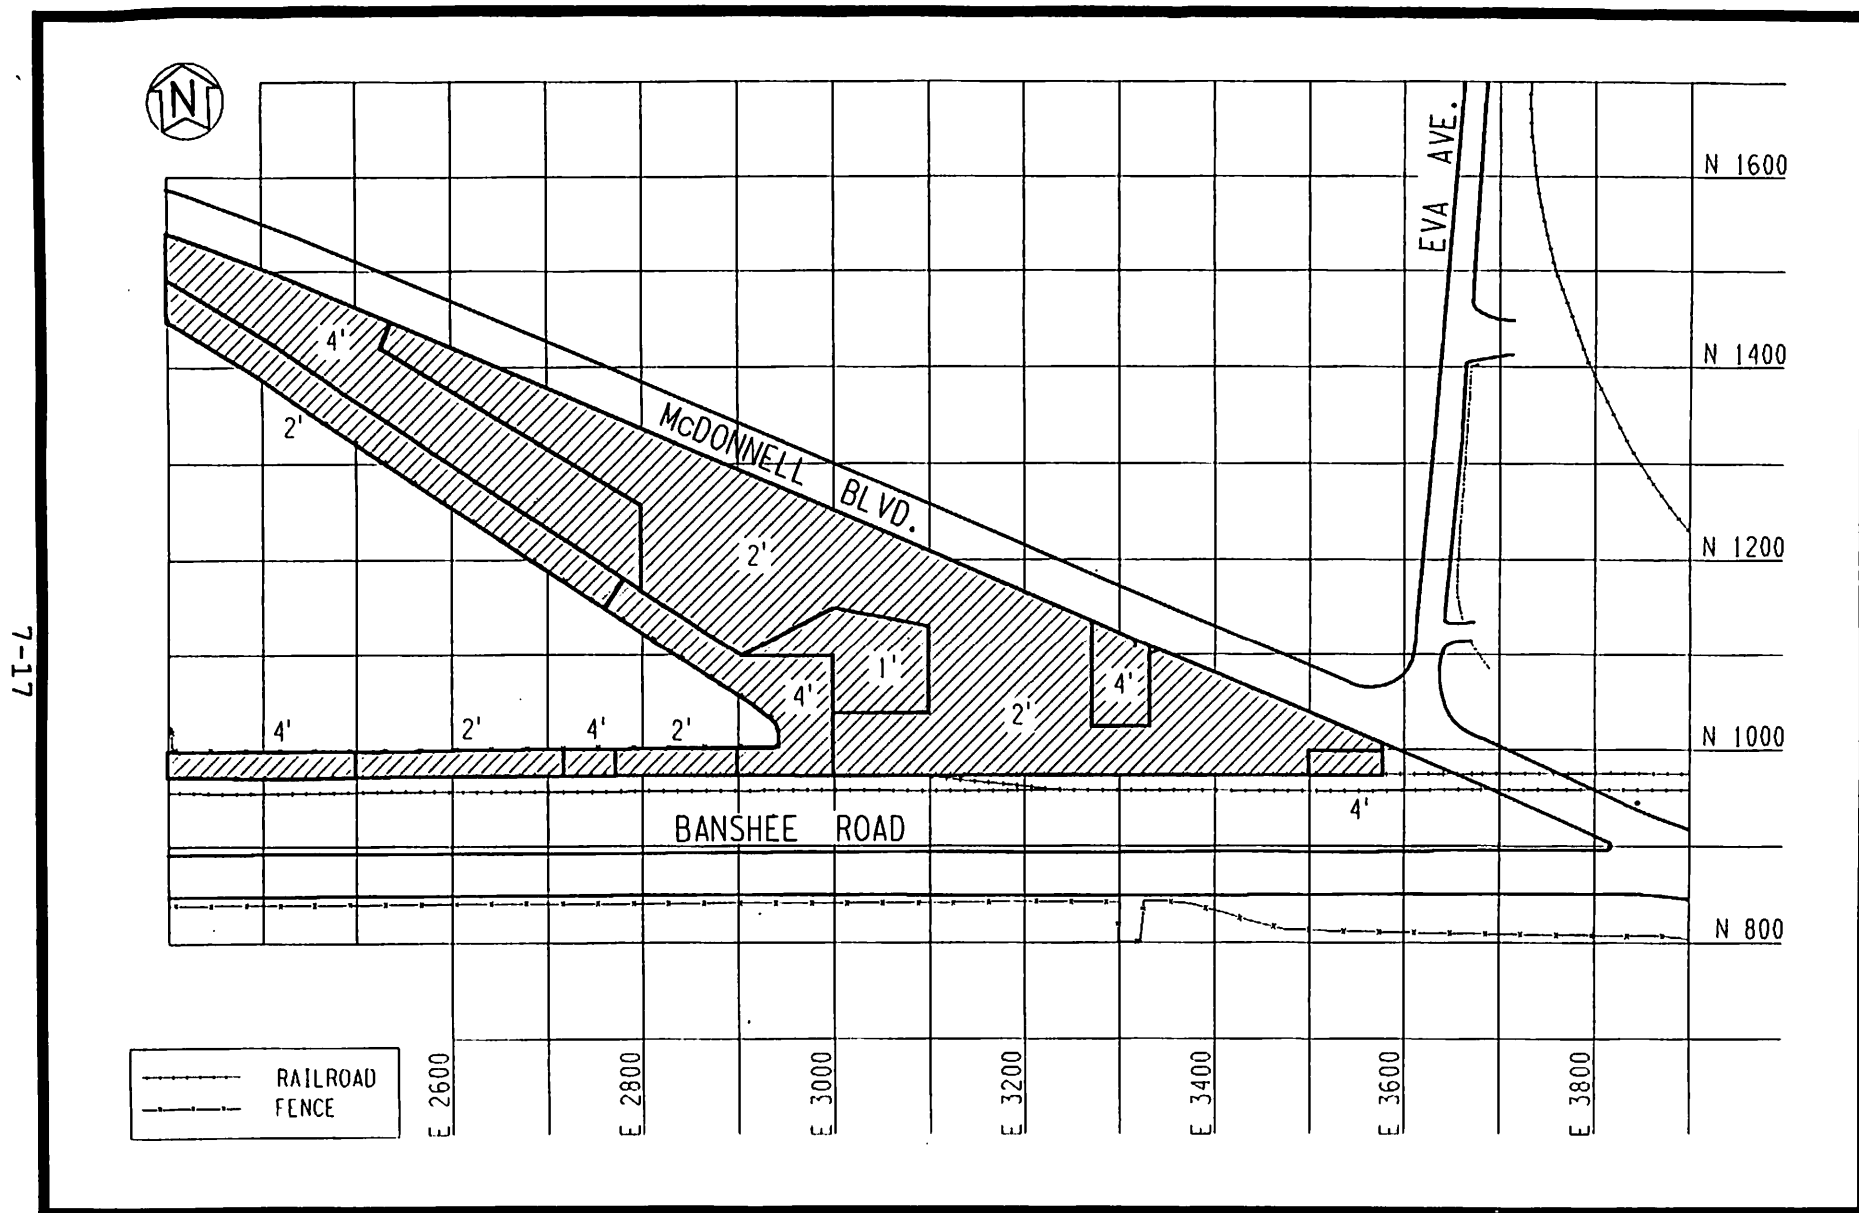 N
EVA AVE.
N 1600
4'
N 1400
2'
McDONNELL BLVD.
2'
N 1200
1'
4'
4'
2'
4'
2'
4'
2'
N 1000
4'
BANSHEE ROAD
N 800
7-17
E 2600
E 2800
E 3000
E 3200
E 3400
E 3600
E 3800
RAILROAD
FENCE